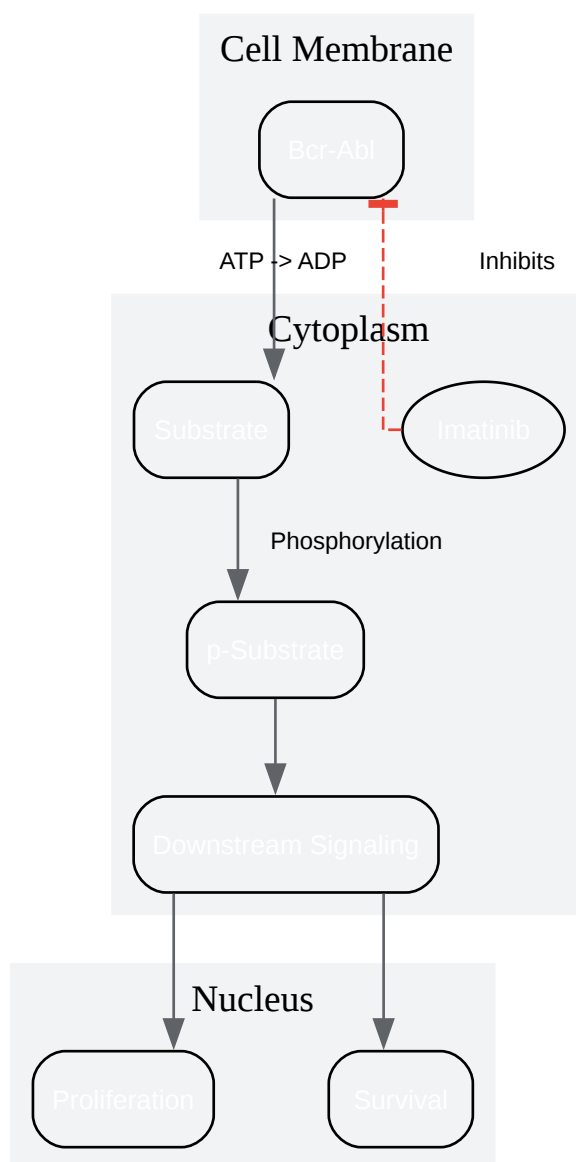 Cell Membrane
Bcr-Abl
ATP -> ADP
Inhibits
Cytoplasm
Substrate
Imatinib
Phosphorylation
p-Substrate
Downstream Signaling
Nucleus
Proliferation
Survival